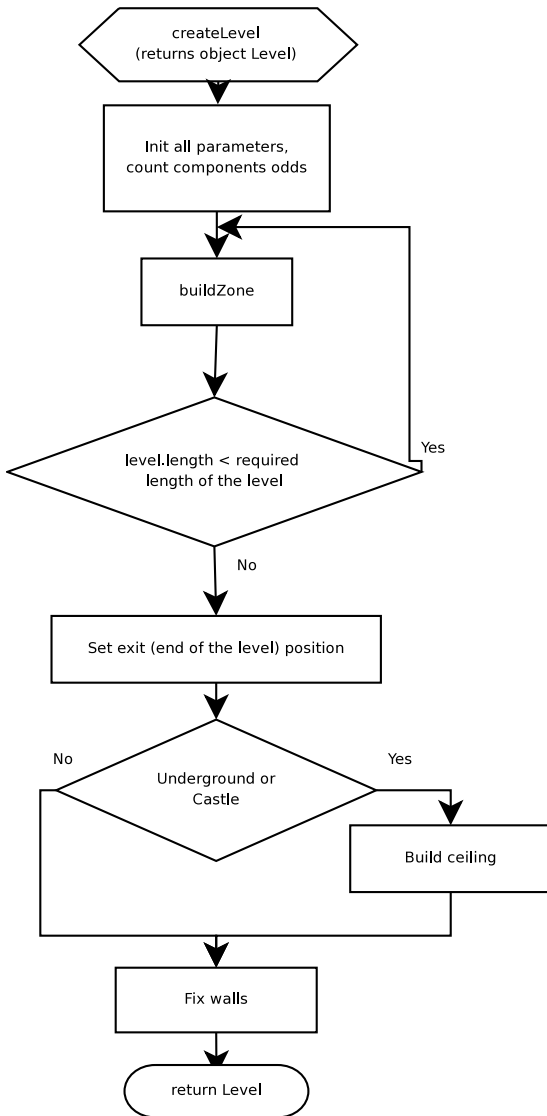 createLevel
(returns object Level)
Init all parameters,
count components odds
buildZone
level.length < required
length of the level
Yes
No
Set exit (end of the level) position
No
Yes
Underground or
Castle
Build ceiling
Fix walls
return Level